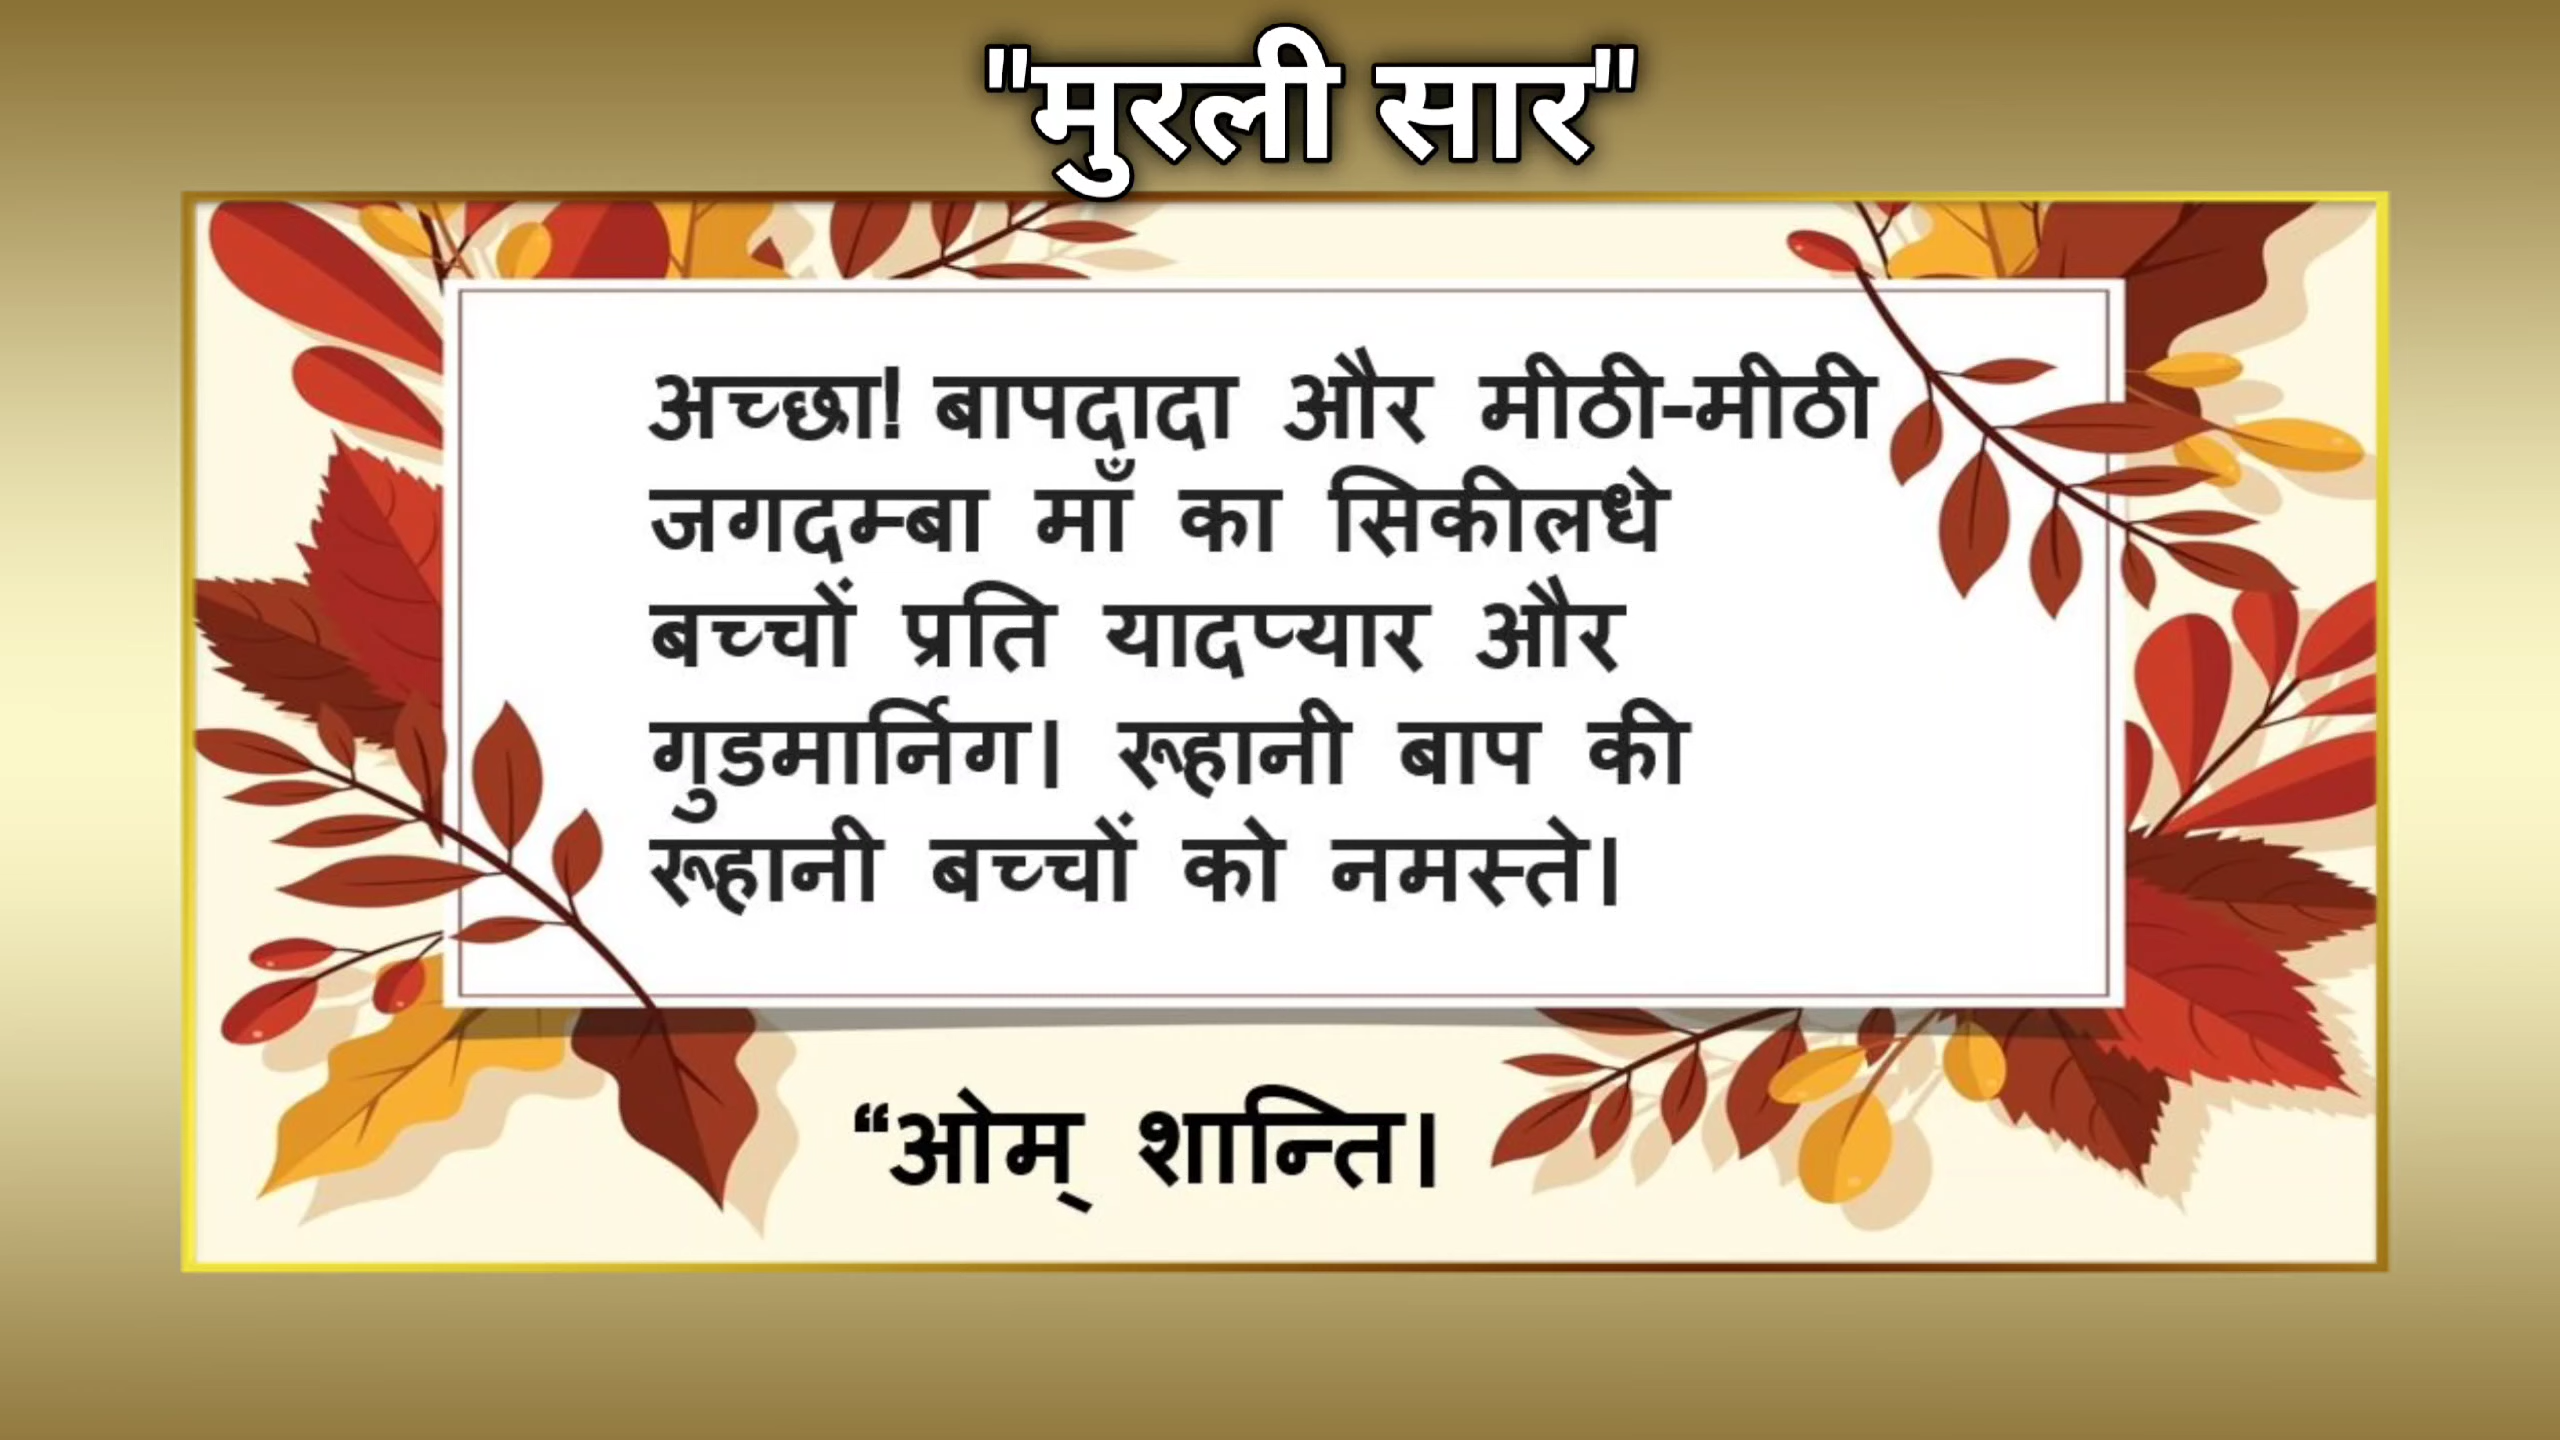 "मुरली सार"
अच्छा! बापदादा और मीठी-मीठी
जगदम्बा माँ का सिकीलधे
बच्चों प्रति यादप्यार और
गुडमार्निग। रूहानी बाप की
रूहानी बच्चों को नमस्ते।
“ओम् शान्ति।